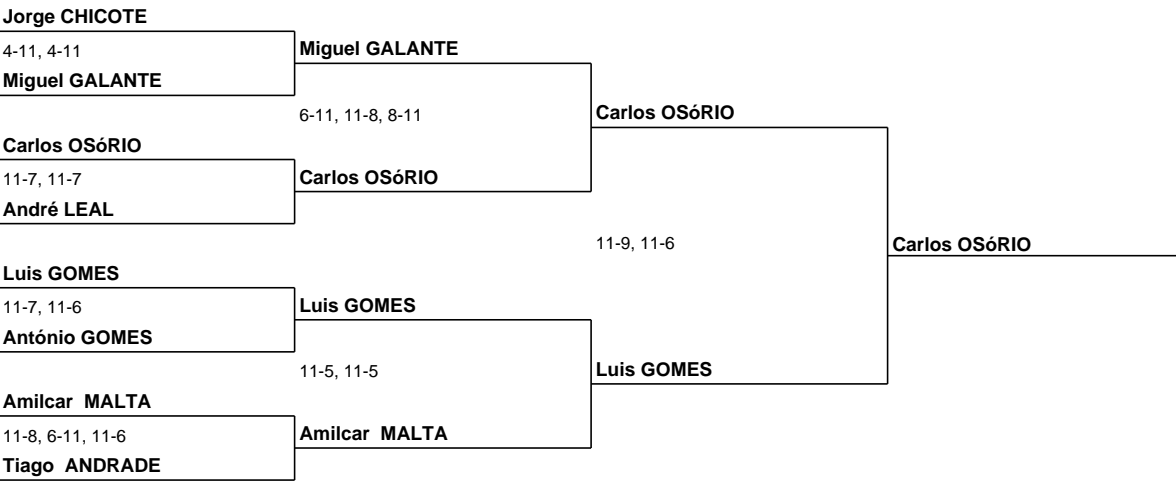 Jorge CHICOTE
4-11, 4-11
Miguel GALANTE
Miguel GALANTE
6-11, 11-8, 8-11
Carlos OSóRIO
Carlos OSóRIO
11-7, 11-7
Carlos OSóRIO
André LEAL
11-9, 11-6
Carlos OSóRIO
Luis GOMES
11-7, 11-6
Luis GOMES
António GOMES
11-5, 11-5
Luis GOMES
Amilcar  MALTA
11-8, 6-11, 11-6
Amilcar  MALTA
Tiago  ANDRADE